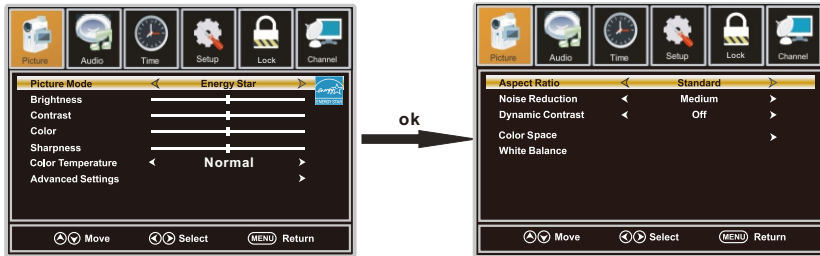 Picture Audio Time Setup Lock Channel
Picture Mode Energy Star
ENERGY STAR
Brightness
Contrast
Color
Sharpness
Color Temperature Normal
Advanced Settings
Move Select MENU Return
ok
Picture Audio Time Setup Lock Channel
Aspect Ratio Standard
Noise Reduction Medium
Dynamic Contrast Off
Color Space
White Balance
Move Select MENU Return